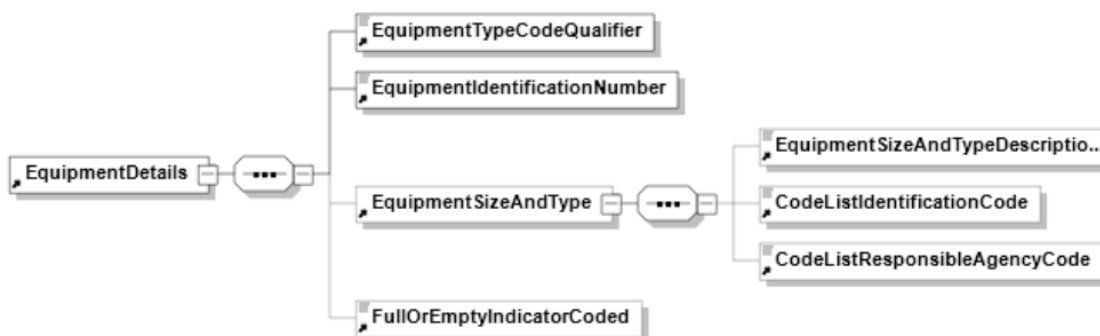 EquipmentTypeCodeQualifier
EquipmentIdentificationNumber
EquipmentSizeAndTypeDescriptio...
EquipmentDetails
EquipmentSizeAndType
CodeListIdentificationCode
CodeListResponsibleAgencyCode
FullOrEmptyIndicatorCoded